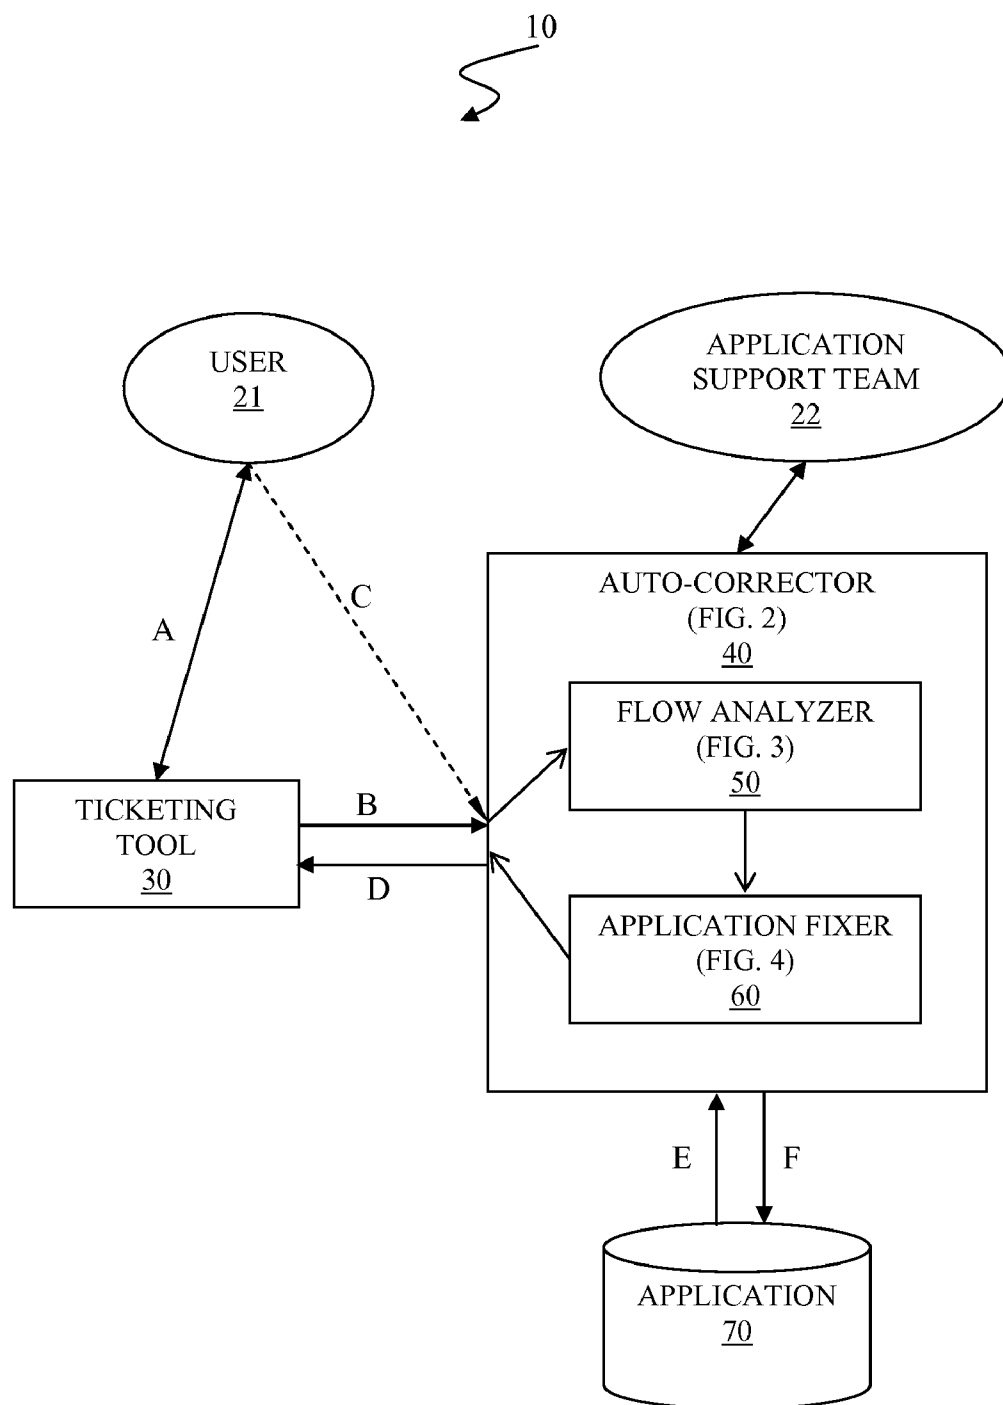 10
USER
21
APPLICATION
SUPPORT TEAM
22
A
C
AUTO-CORRECTOR
(FIG. 2)
40
FLOW ANALYZER
(FIG. 3)
50
TICKETING
TOOL
30
B
D
APPLICATION FIXER
(FIG. 4)
60
E
F
APPLICATION
70